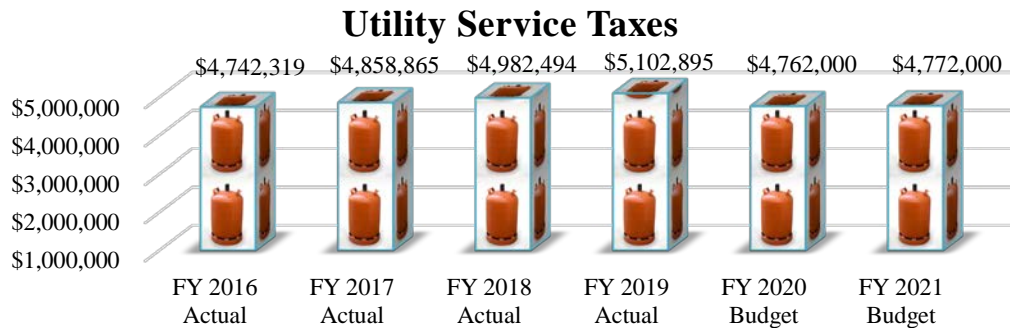 Utility Service Taxes
$4,742,319 $4,858,865 $4,982,494 $5,102,895 $4,762,000 $4,772,000
$5,000,000
$4,000,000
$3,000,000
$2,000,000
$1,000,000
FY 2016 FY 2017 FY 2018 FY 2019 FY 2020 FY 2021
Actual Actual Actual Actual Budget Budget